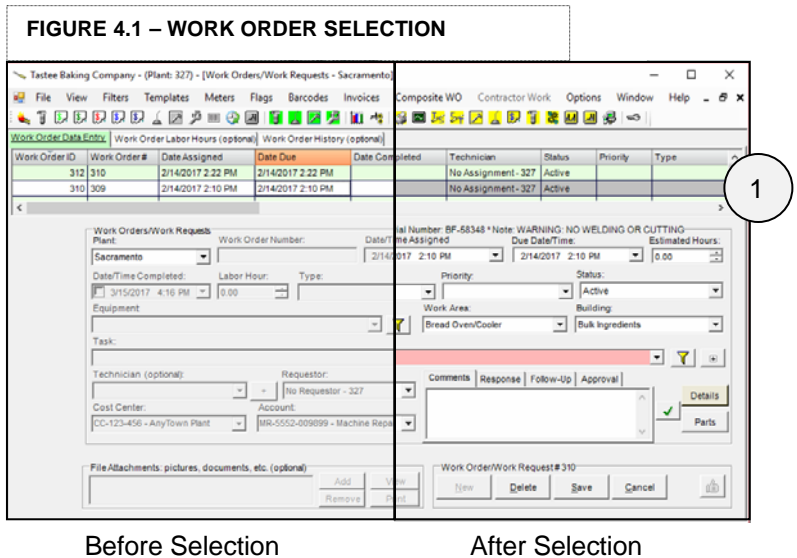 FIGURE 4.1 – WORK ORDER SELECTION
Tastee Baking Company - (Plant: 327) - [Work Orders/Work Requests - Sacramento]
File View Filters Templates Meters Flags Barcodes Invoices Composite WO Contractor Work Options Window Help
Work Order Data Entry Work Order Labor Hours (optional) Work Order History (optional)
Work Order ID Work Order # Date Assigned Date Due Date Completed Technician Status Priority Type
312 310 2/14/2017 2:22 PM 2/14/2017 2:22 PM No Assignment - 327 Active
310 309 2/14/2017 2:10 PM 2/14/2017 2:10 PM No Assignment - 327 Active
1
Work Orders/Work Requests ial Number: BF-58348 * Note: WARNING: NO WELDING OR CUTTING
Plant: Work Order Number: Date/Time Assigned Due Date/Time: Estimated Hours:
Sacramento 2/14/2017 2:10 PM 2/14/2017 2:10 PM 0.00
Date/Time Completed: Labor Hour: Type: Priority: Status:
3/15/2017 4:16 PM 0.00 Active
Equipment Work Area: Building:
Bread Oven/Cooler Bulk Ingredients
Task:
Technician (optional): Requestor: Comments Response Follow-Up Approval
No Requestor - 327 Details
Cost Center: Account:
CC-123-456 - AnyTown Plant MR-5552-009899 - Machine Repa Parts
File Attachments: pictures, documents, etc. (optional) Work Order/Work Request # 310
Add View New Delete Save Cancel
Remove Print
Before Selection After Selection